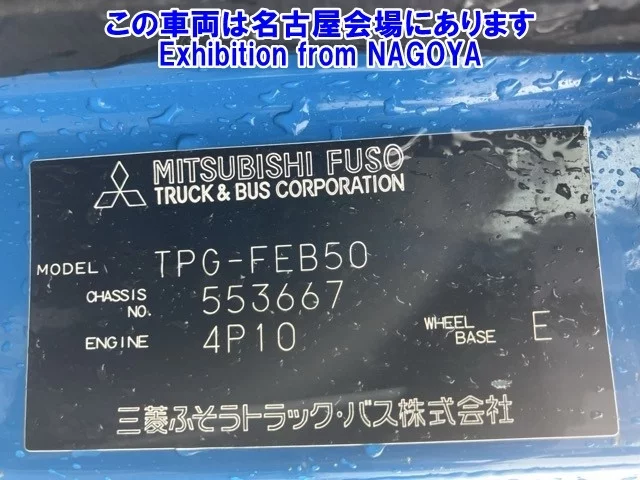 この車両は名古屋会場にあります
Exhibition from NAGOYA
MITSUBISHI FUSO
TRUCK & BUS CORPORATION
MODEL TPG-FEB50
CHASSIS NO. 553667
ENGINE 4P10 WHEEL BASE E
三菱ふそうトラック・バス株式会社